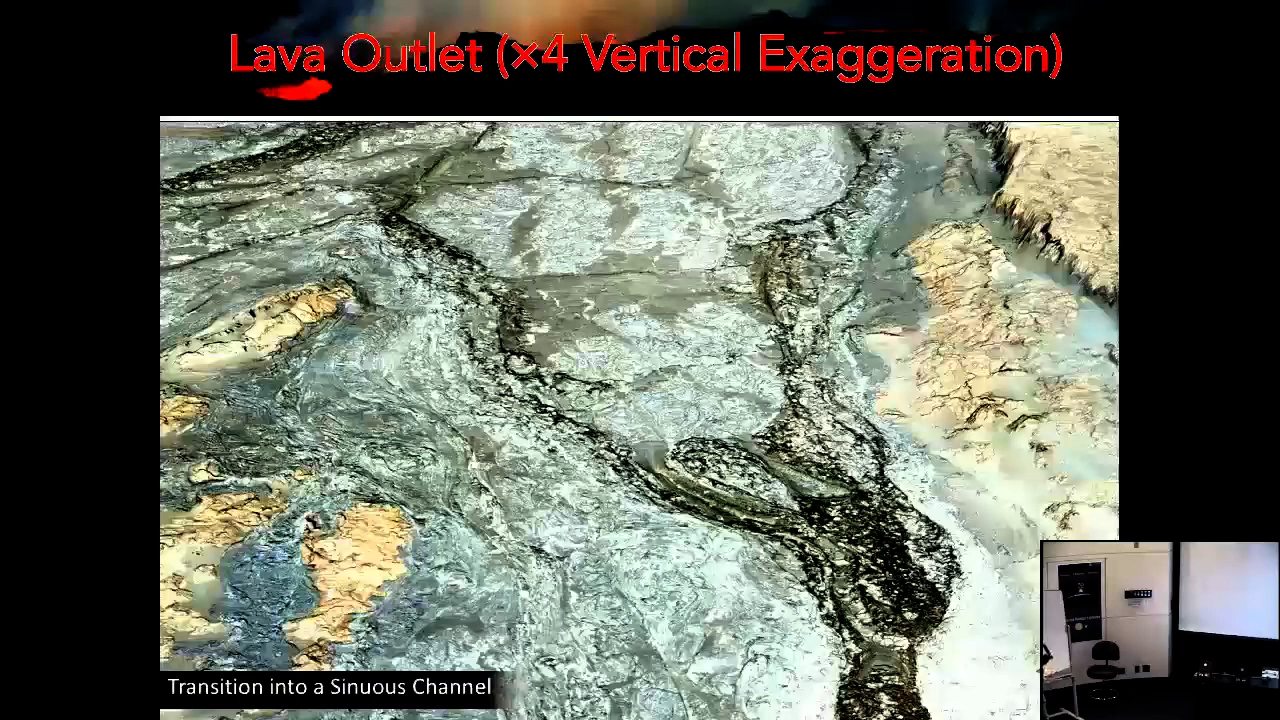 Lava Outlet (×4 Vertical Exaggeration)
Transition into a Sinuous Channel